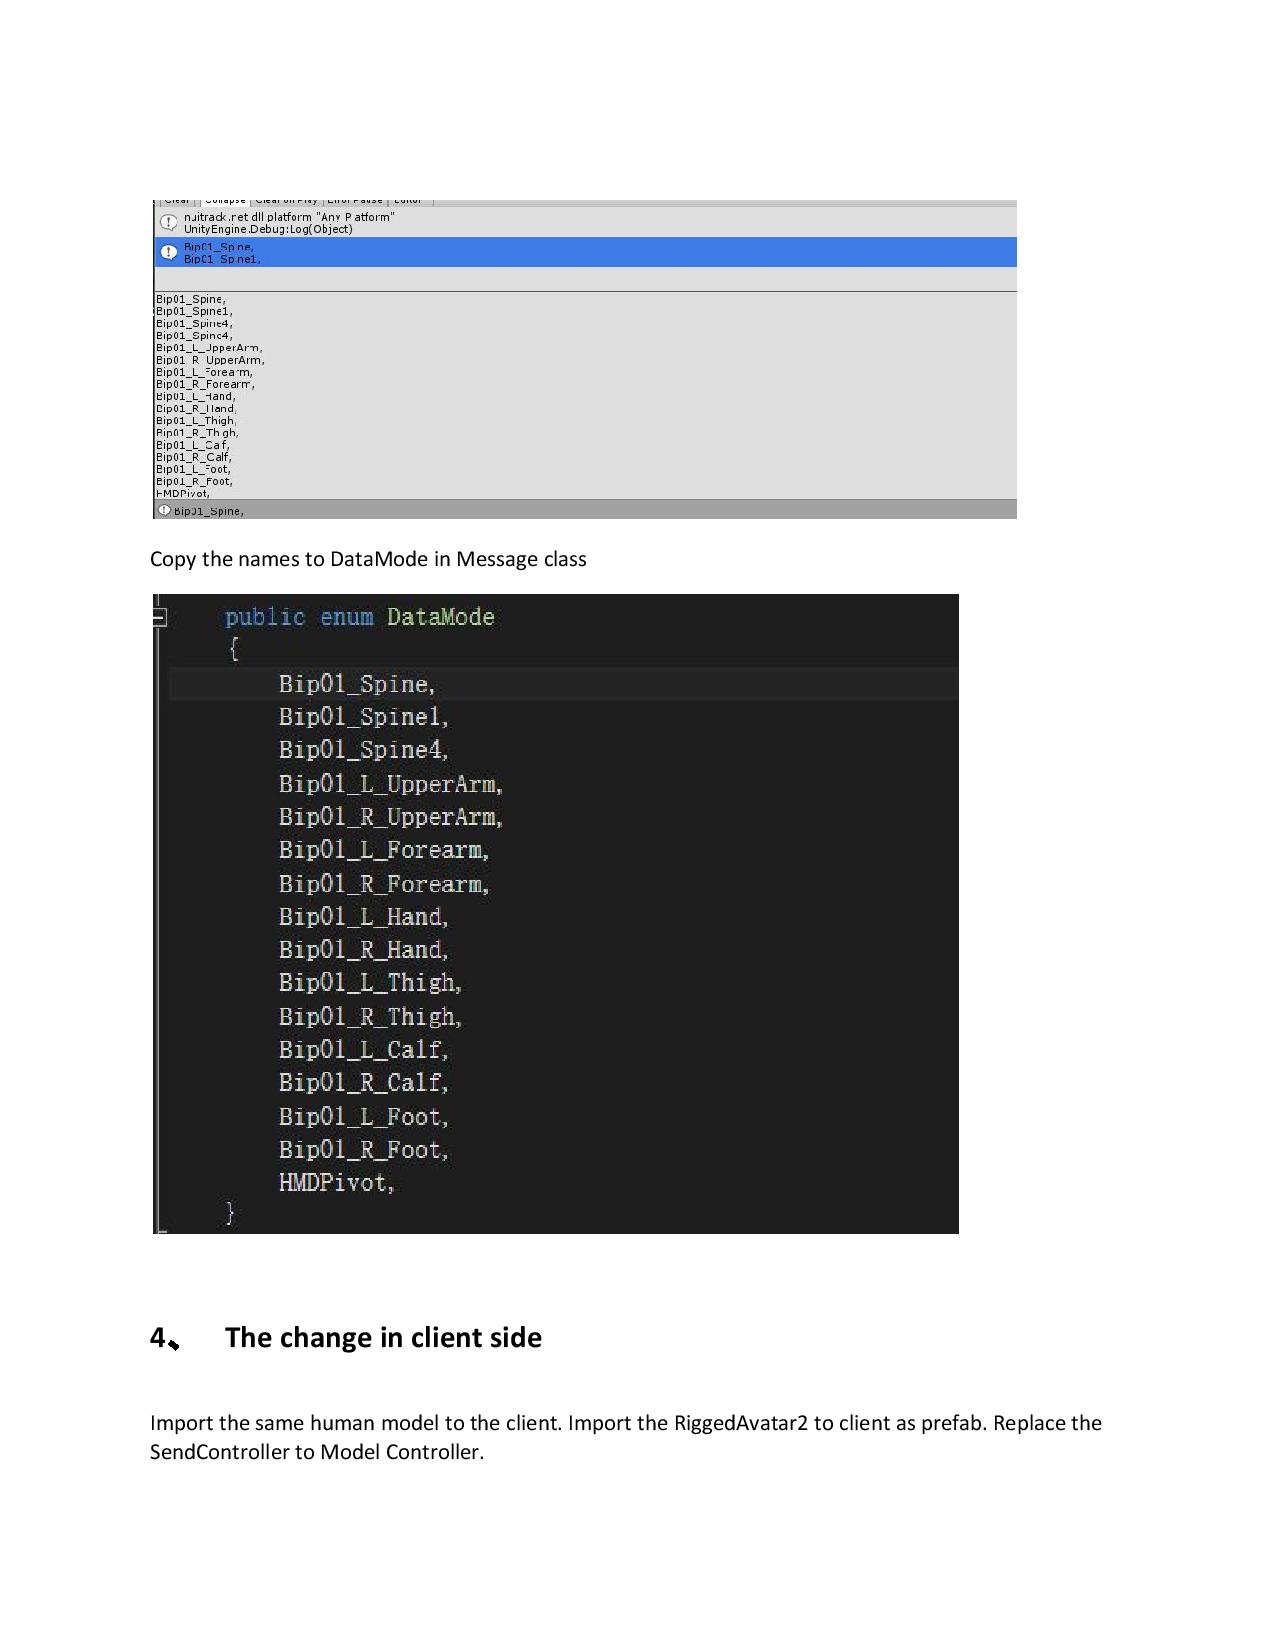 Clear Collapse Clear on Play Error Pause Editor
nuitrack.net dll platform "Any Platform"
UnityEngine.Debug:Log(Object)
Bip01_Spine,
Bip01_Spine1,
Bip01_Spine,
Bip01_Spine1,
Bip01_Spine4,
Bip01_Spine4,
Bip01_L_UpperArm,
Bip01_R_UpperArm,
Bip01_L_Forearm,
Bip01_R_Forearm,
Bip01_L_Hand,
Bip01_R_Hand,
Bip01_L_Thigh,
Bip01_R_Thigh,
Bip01_L_Calf,
Bip01_R_Calf,
Bip01_L_Foot,
Bip01_R_Foot,
HMDPivot,
Bip01_Spine,
Copy the names to DataMode in Message class
public enum DataMode
{
Bip01_Spine,
Bip01_Spine1,
Bip01_Spine4,
Bip01_L_UpperArm,
Bip01_R_UpperArm,
Bip01_L_Forearm,
Bip01_R_Forearm,
Bip01_L_Hand,
Bip01_R_Hand,
Bip01_L_Thigh,
Bip01_R_Thigh,
Bip01_L_Calf,
Bip01_R_Calf,
Bip01_L_Foot,
Bip01_R_Foot,
HMDPivot,
}
4、 The change in client side
Import the same human model to the client. Import the RiggedAvatar2 to client as prefab. Replace the
SendController to Model Controller.